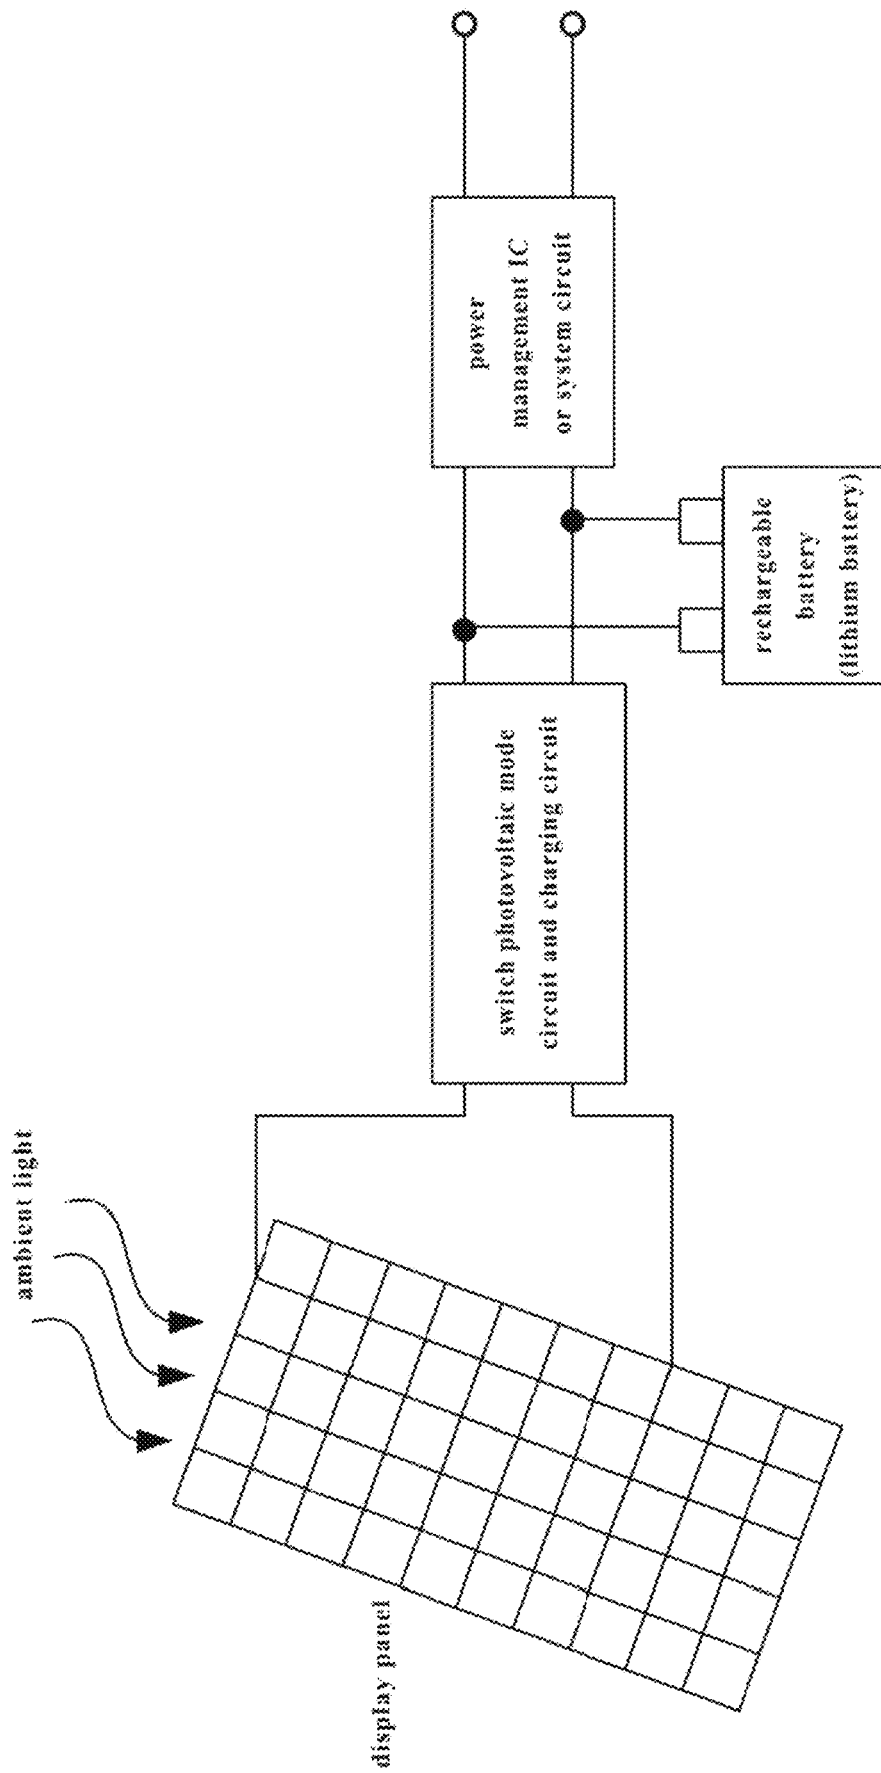 ambient light
display panel
switch photovoltaic mode
circuit and charging circuit
rechargeable
battery
(lithium battery)
power
management IC
or system circuit